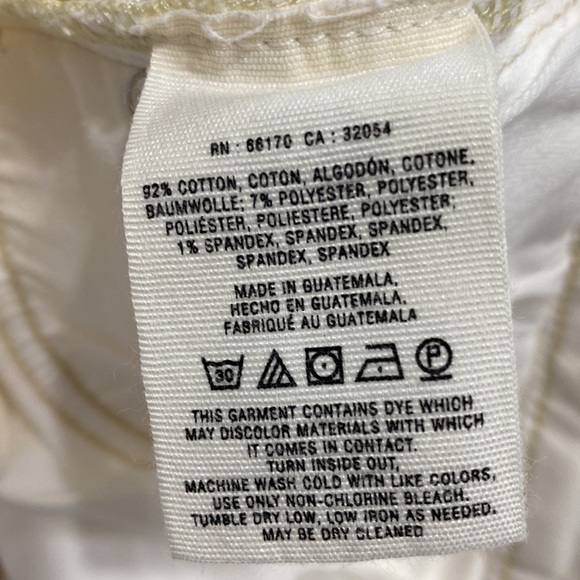 RN : 66170 CA : 32054
92% COTTON, COTON, ALGODÓN, COTONE,
BAUMWOLLE; 7% POLYESTER, POLYESTER,
POLIÉSTER, POLIESTERE, POLYESTER;
1% SPANDEX, SPANDEX, SPANDEX,
SPANDEX, SPANDEX
MADE IN GUATEMALA,
HECHO EN GUATEMALA,
FABRIQUÉ AU GUATEMALA
30 P
THIS GARMENT CONTAINS DYE WHICH
MAY DISCOLOR MATERIALS WITH WHICH
IT COMES IN CONTACT.
TURN INSIDE OUT,
MACHINE WASH COLD WITH LIKE COLORS,
USE ONLY NON-CHLORINE BLEACH.
TUMBLE DRY LOW, LOW IRON AS NEEDED.
MAY BE DRY CLEANED